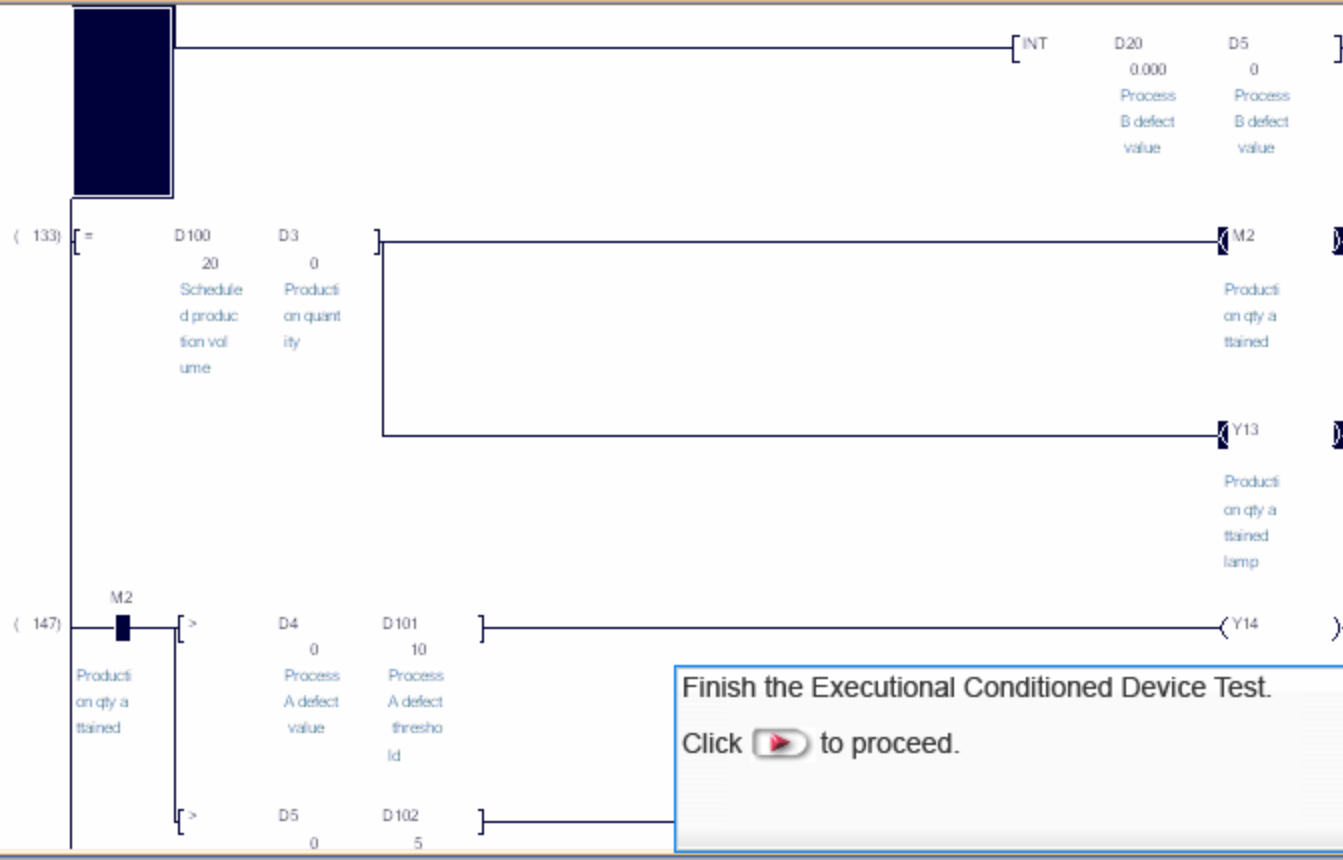 INT D20 D5
0.000 0
Process Process
B defect B defect
value value
( 133) = D100 D3 M2
20 0
Schedule Producti Producti
d produc on quant on qty a
tion vol ity ttained
ume
Y13
Producti
on qty a
ttained
lamp
M2
( 147) > D4 D101 Y14
0 10
Producti Process Process
on qty a A defect A defect
ttained value thresho
ld
> D5 D102
0 5
Finish the Executional Conditioned Device Test.
Click to proceed.